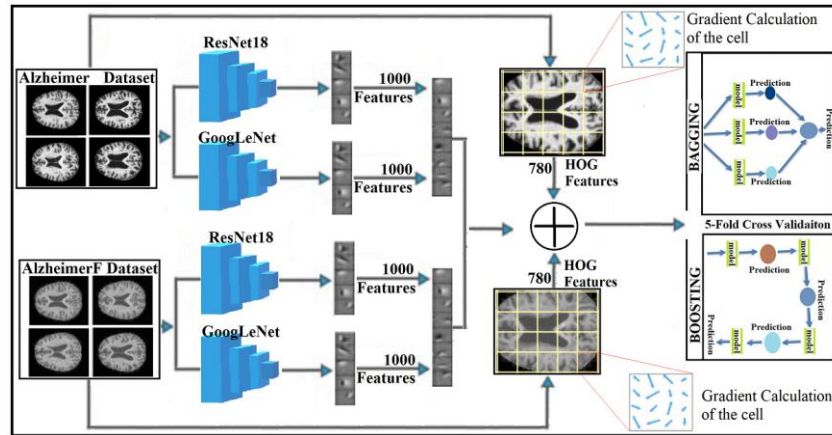 Alzheimer Dataset
ResNet18
1000
Features
GoogLeNet
1000
Features
AlzheimerF Dataset
ResNet18
1000
Features
GoogLeNet
1000
Features
780 HOG
Features
780 HOG
Features
Gradient Calculation
of the cell
Gradient Calculation
of the cell
BAGGING
model
Prediction
model
Prediction
model
Prediction
Prediction
5-Fold Cross Validaiton
BOOSTING
model
Prediction
model
Prediction
model
Prediction
model
Prediction